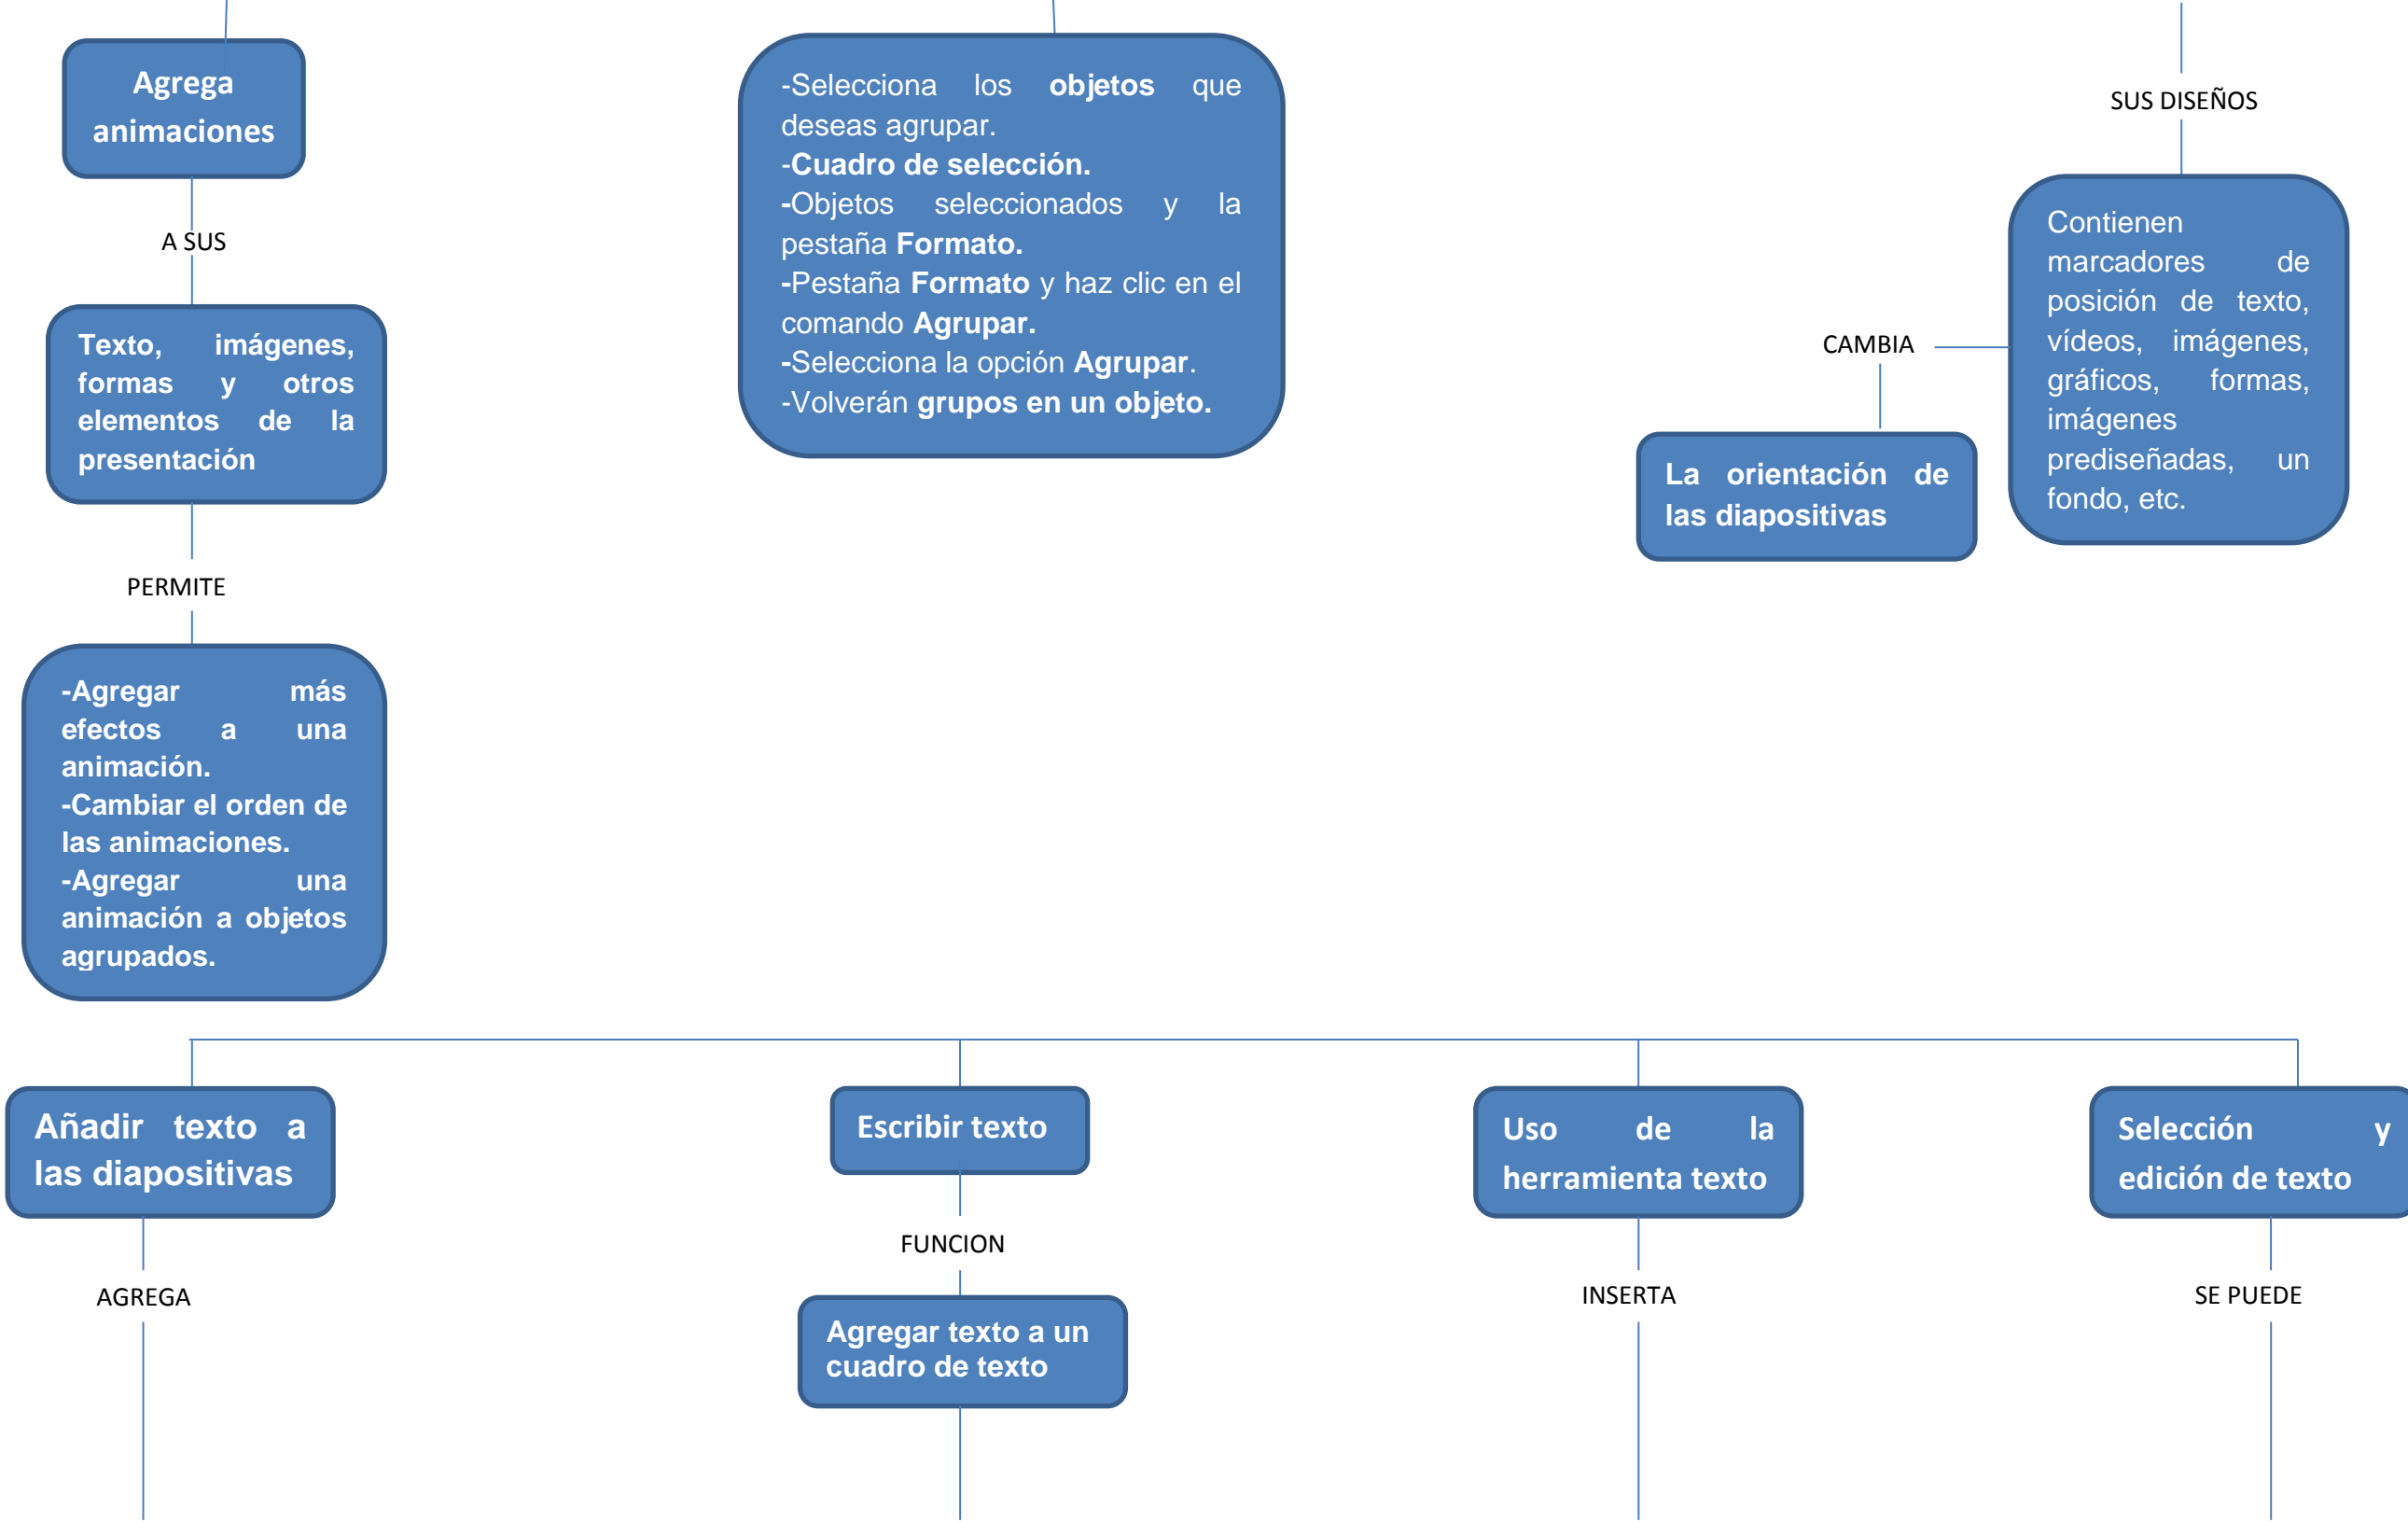 Agrega
animaciones
A SUS
Texto, imágenes,
formas y otros
elementos de la
presentación
PERMITE
-Agregar más
efectos a una
animación.
-Cambiar el orden de
las animaciones.
-Agregar una
animación a objetos
agrupados.
-Selecciona los objetos que
deseas agrupar.
-Cuadro de selección.
-Objetos seleccionados y la
pestaña Formato.
-Pestaña Formato y haz clic en el
comando Agrupar.
-Selecciona la opción Agrupar.
-Volverán grupos en un objeto.
SUS DISEÑOS
Contienen
marcadores de
posición de texto,
vídeos, imágenes,
gráficos, formas,
imágenes
prediseñadas, un
fondo, etc.
CAMBIA
La orientación de
las diapositivas
Añadir texto a
las diapositivas
AGREGA
Escribir texto
FUNCION
Agregar texto a un
cuadro de texto
Uso de la
herramienta texto
INSERTA
Selección y
edición de texto
SE PUEDE